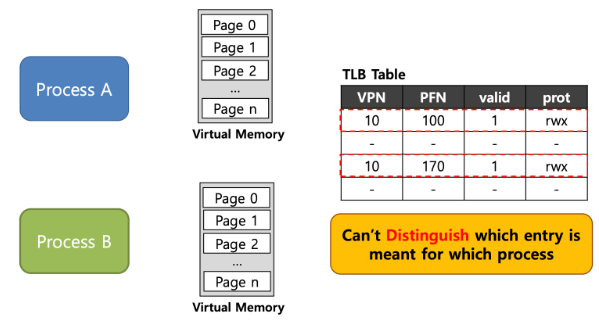 Process A
Page 0
Page 1
Page 2
...
Page n
Virtual Memory
Process B
Page 0
Page 1
Page 2
...
Page n
Virtual Memory
TLB Table
VPN PFN valid prot
10 100 1 rwx
- - - -
10 170 1 rwx
- - - -
Can't Distinguish which entry is
meant for which process